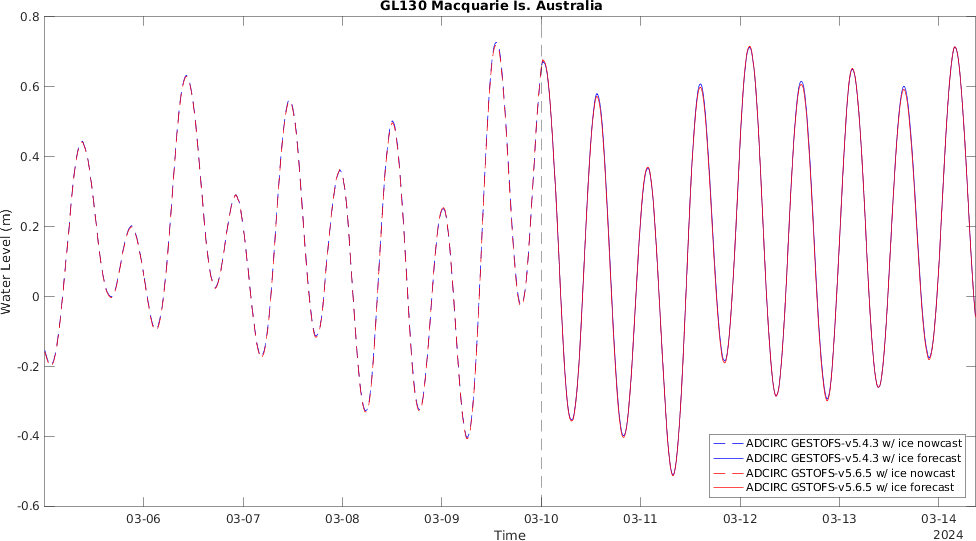 GL130 Macquarie Is. Australia
0.8
0.6
0.4
0.2
0
-0.2
-0.4
-0.6
Water Level (m)
03-06 03-07 03-08 03-09 03-10 03-11 03-12 03-13 03-14
2024
Time
ADCIRC GESTOFS-v5.4.3 w/ ice nowcast
ADCIRC GESTOFS-v5.4.3 w/ ice forecast
ADCIRC GSTOFS-v5.6.5 w/ ice nowcast
ADCIRC GSTOFS-v5.6.5 w/ ice forecast